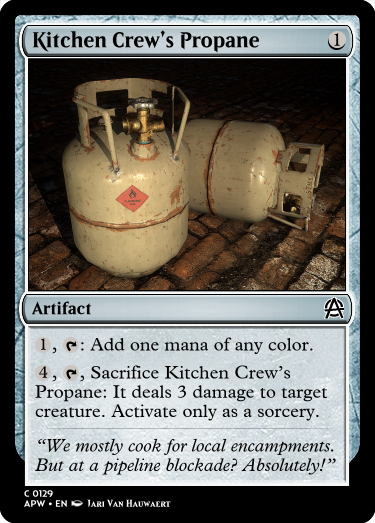 Kitchen Crew's Propane 1
Artifact
1, : Add one mana of any color.
4, , Sacrifice Kitchen Crew's
Propane: It deals 3 damage to target
creature. Activate only as a sorcery.
“We mostly cook for local encampments.
But at a pipeline blockade? Absolutely!”
C 0129
APW • EN Jari Van Hauwaert